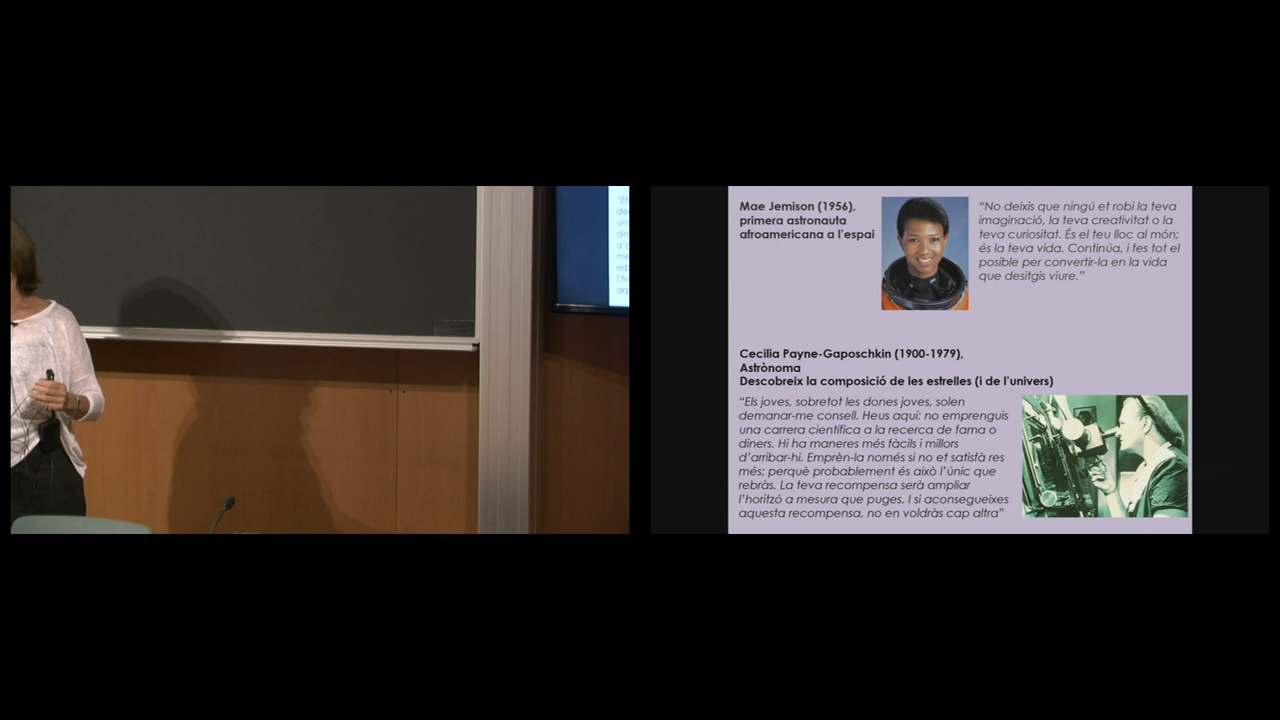 Mae Jemison (1956),
primera astronauta
afroamericana a l'espai
“No deixis que ningú et robi la teva
imaginació, la teva creativitat o la
teva curiositat. És el teu lloc al món;
és la teva vida. Continúa, i fes tot el
posible per convertir-la en la vida
que desitgis viure.”
Cecilia Payne-Gaposchkin (1900-1979),
Astrònoma
Descobreix la composició de les estrelles (i de l'univers)
“Els joves, sobretot les dones joves, solen
demanar-me consell. Heus aquí: no emprenguis
una carrera científica a la recerca de fama o
diners. Hi ha maneres més fàcils i millors
d'arribar-hi. Emprèn-la només si no et satisfà res
més; perquè probablement és això l'únic que
rebràs. La teva recompensa serà ampliar
l'horitzó a mesura que puges. I si aconsegueixes
aquesta recompensa, no en voldràs cap altra”